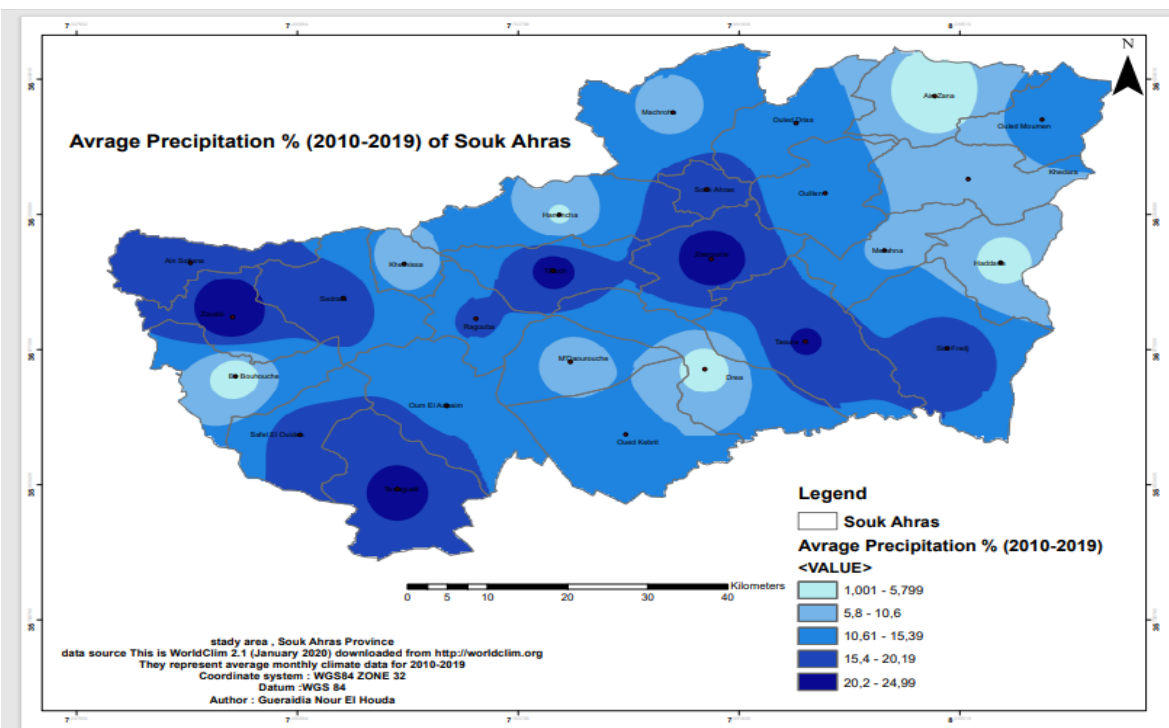 N
Avrage Precipitation % (2010-2019) of Souk Ahras
Machroha
Ouled Driss
Ain Zana
Ouled Moumen
Khedara
Souk Ahras
Ouillen
Hanencha
Merahna
Haddada
Ain Soltane
Khemissa
Sedrata
Ragouba
Taoura
Sidi Fradj
M'Daourouche
Drea
Bir Bouhouche
Oum El Adhaim
Safel El Ouiden
Oued Kebrit
Legend
Souk Ahras
Avrage Precipitation % (2010-2019)
<VALUE>
1,001 - 5,799
5,8 - 10,6
10,61 - 15,39
15,4 - 20,19
20,2 - 24,99
Kilometers
0 5 10 20 30 40
stady area , Souk Ahras Province
data source This is WorldClim 2.1 (January 2020) downloaded from http://worldclim.org
They represent average monthly climate data for 2010-2019
Coordinate system : WGS84 ZONE 32
Datum :WGS 84
Author : Gueraidia Nour El Houda